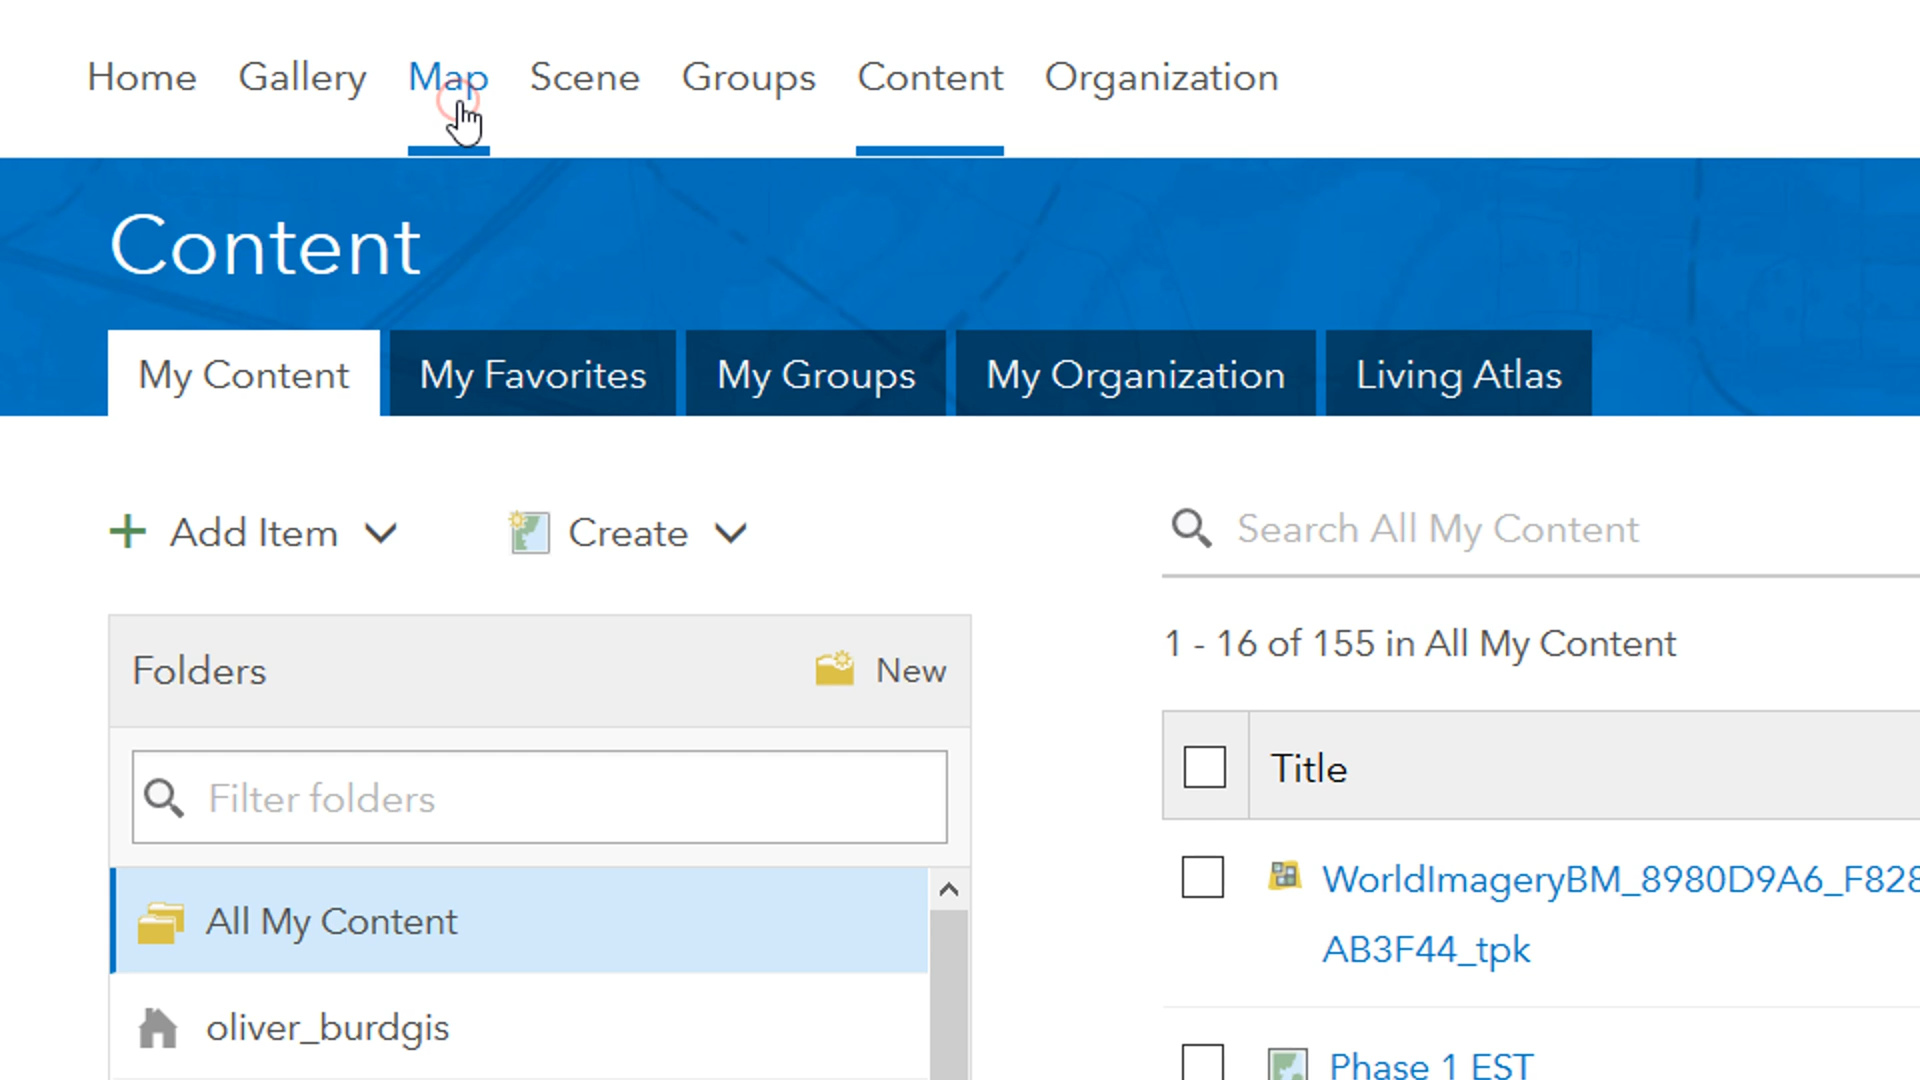 Home Gallery Map Scene Groups Content Organization
Content
My Content My Favorites My Groups My Organization Living Atlas
Add Item Create
Search All My Content
Folders New
1 - 16 of 155 in All My Content
Filter folders
Title
All My Content
WorldImageryBM_8980D9A6_F828
AB3F44_tpk
oliver_burdgis
Phase 1 EST